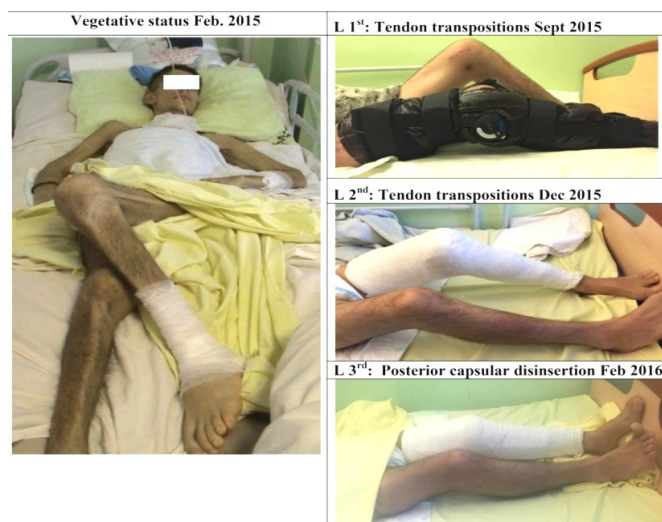 Vegetative status Feb. 2015
L 1st: Tendon transpositions Sept 2015
L 2nd: Tendon transpositions Dec 2015
L 3rd: Posterior capsular disinsertion Feb 2016